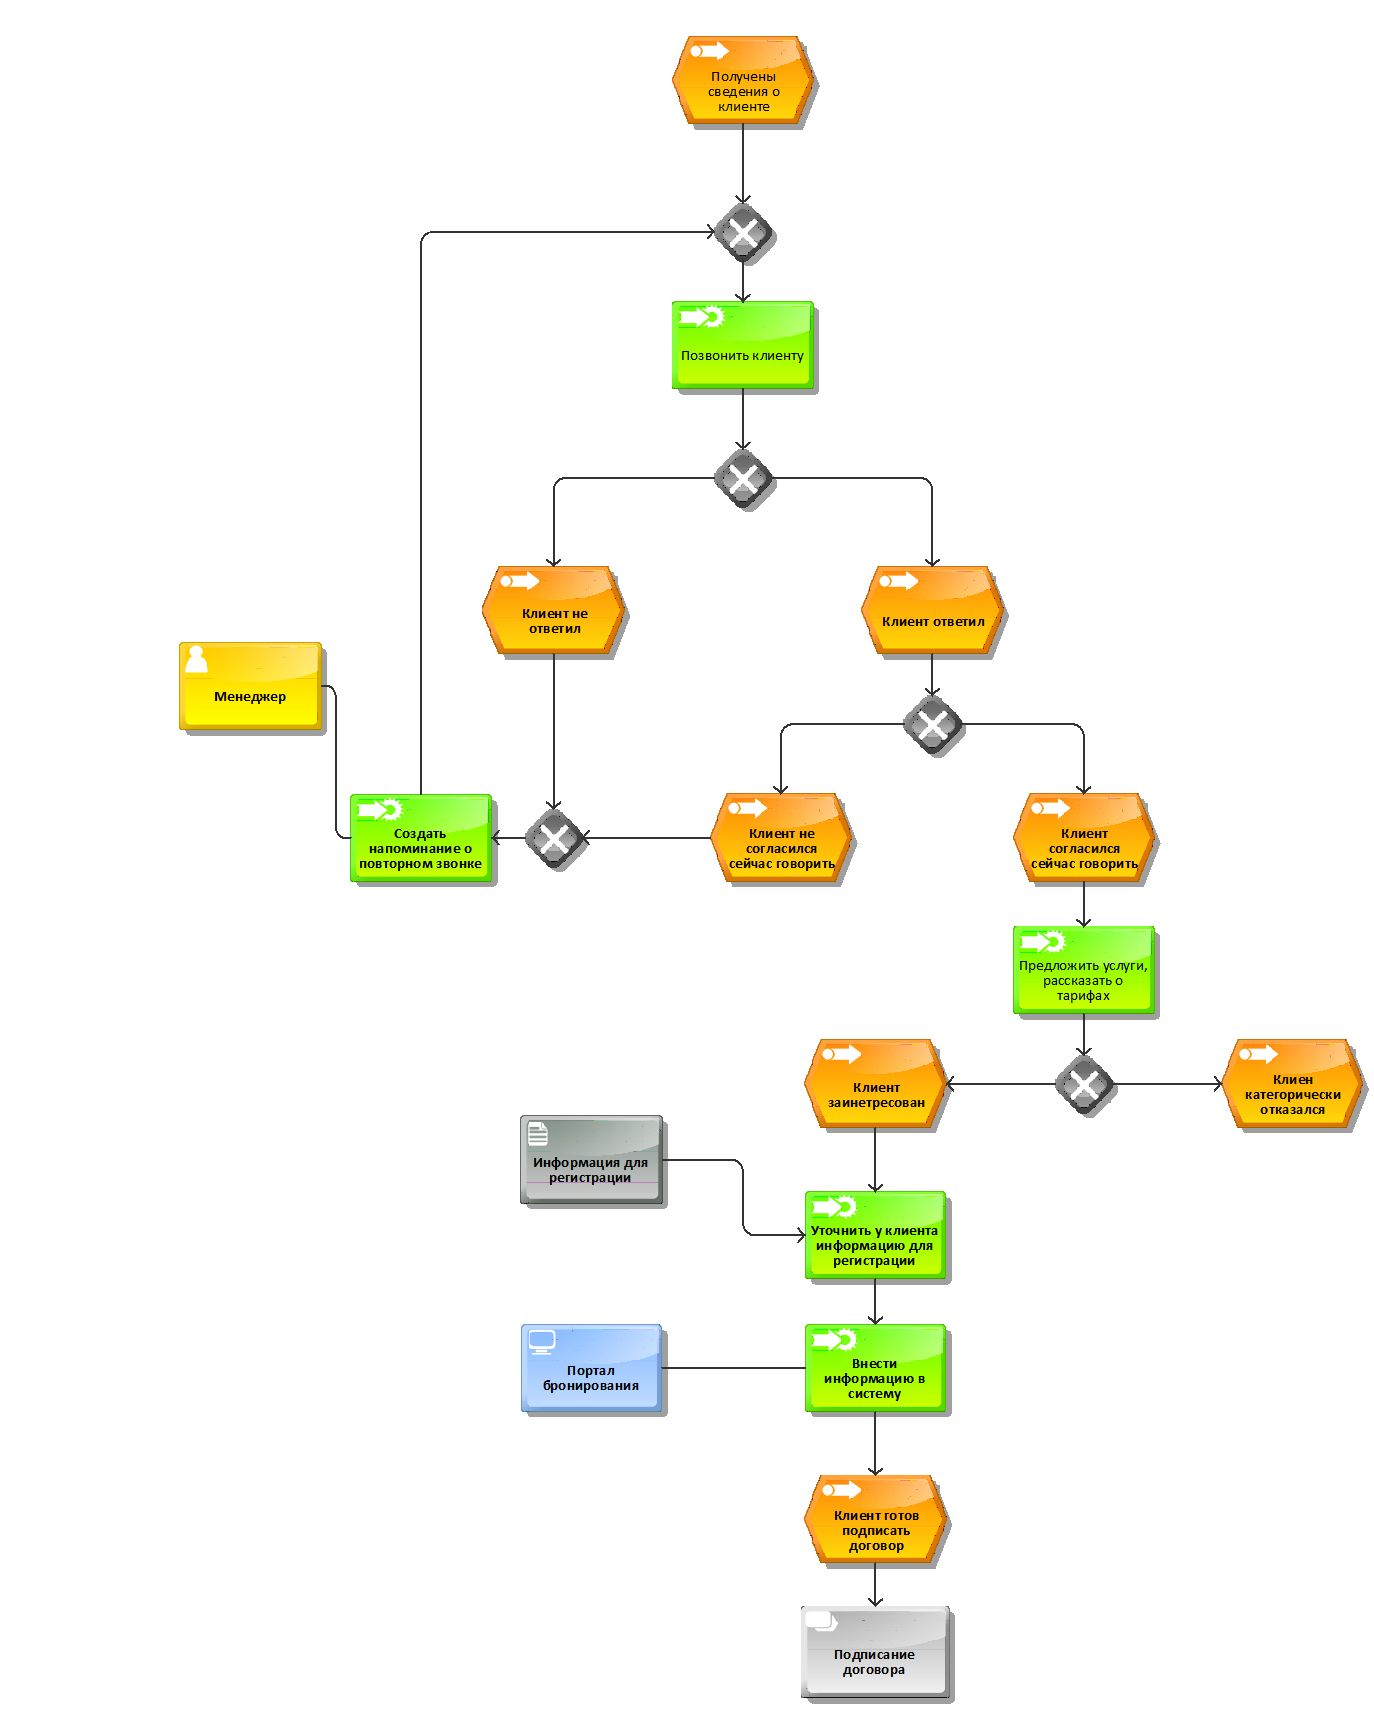 Получены
сведения о
клиенте
Позвонить клиенту
Клиент не
ответил
Клиент ответил
Менеджер
Создать
напоминание о
повторном звонке
Клиент не
согласился
сейчас говорить
Клиент
согласился
сейчас говорить
Предложить услуги,
рассказать о
тарифах
Клиент
заинетресован
Клиен
категорически
отказался
Информация для
регистрации
Уточнить у клиента
информацию для
регистрации
Портал
бронирования
Внести
информацию в
систему
Клиент готов
подписать
договор
Подписание
договора